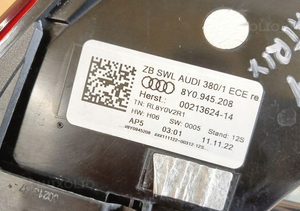 ZB SWL AUDI 380/1 ECE re
8Y0.945.208
Herst.: 00213624-14
TN: RL8Y0V2R1
HW: H06 SW: 0005 Stand: 12S
AP5 03:01 11.11.22